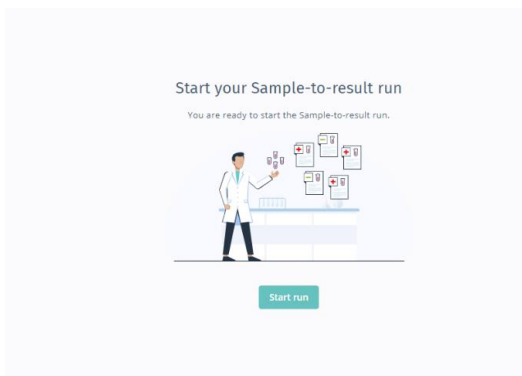 Start your Sample-to-result run
You are ready to start the Sample-to-result run.
Start run